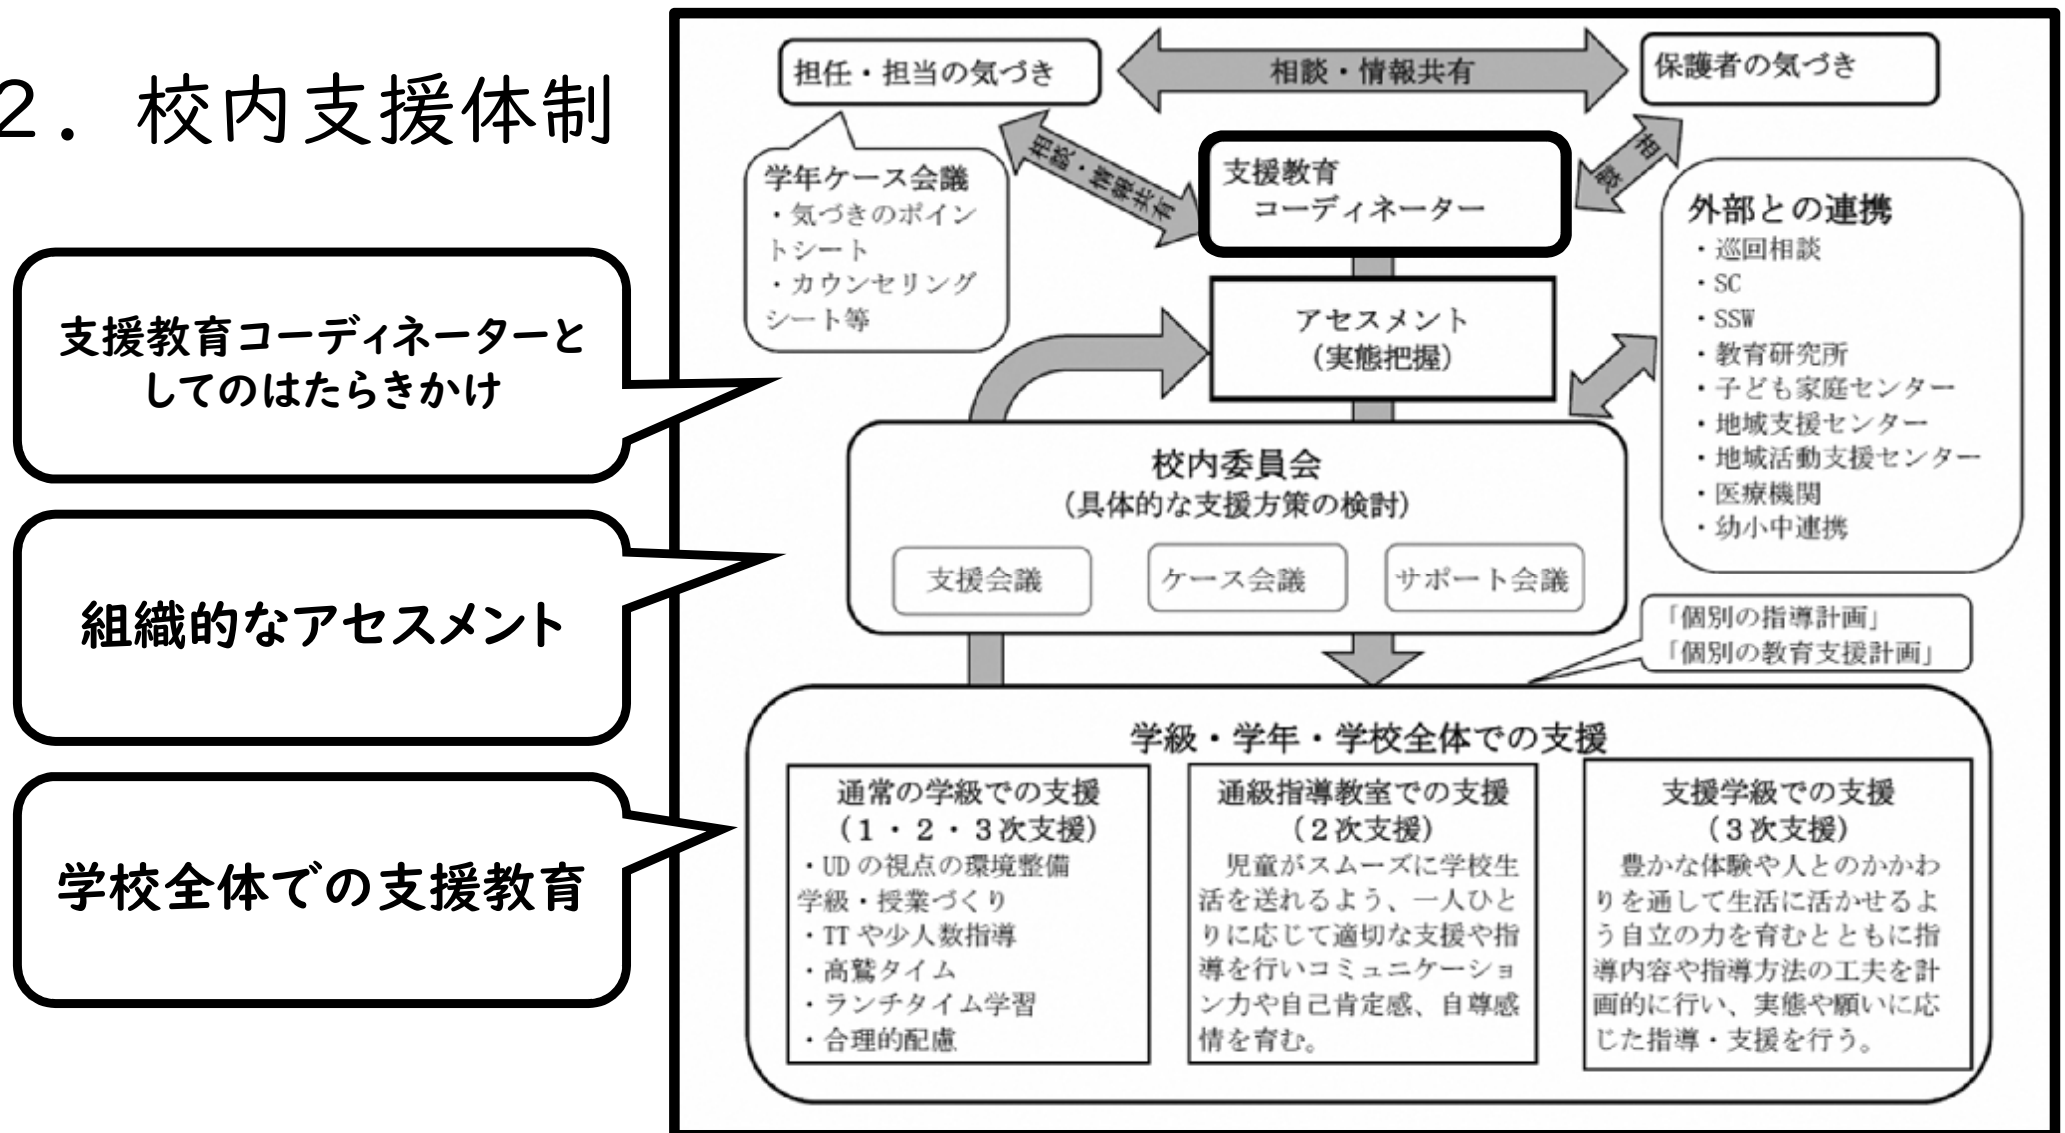 2．校内支援体制
支援教育コーディネーターと
してのはたらきかけ
組織的なアセスメント
学校全体での支援教育
担任・担当の気づき
相談・情報共有
保護者の気づき
相談・情報共有
相談
学年ケース会議
・気づきのポイン
トシート
・カウンセリング
シート等
支援教育
コーディネーター
アセスメント
（実態把握）
外部との連携
・巡回相談
・SC
・SSW
・教育研究所
・子ども家庭センター
・地域支援センター
・地域活動支援センター
・医療機関
・幼小中連携
校内委員会
（具体的な支援方策の検討）
支援会議
ケース会議
サポート会議
「個別の指導計画」
「個別の教育支援計画」
学級・学年・学校全体での支援
通常の学級での支援
（１・２・３次支援）
・UDの視点の環境整備
学級・授業づくり
・TTや少人数指導
・高鷲タイム
・ランチタイム学習
・合理的配慮
通級指導教室での支援
（２次支援）
児童がスムーズに学校生
活を送れるよう、一人ひと
りに応じて適切な支援や指
導を行いコミュニケーショ
ン力や自己肯定感、自尊感
情を育む。
支援学級での支援
（３次支援）
豊かな体験や人とのかかわ
りを通して生活に活かせるよ
う自立の力を育むとともに指
導内容や指導方法の工夫を計
画的に行い、実態や願いに応
じた指導・支援を行う。